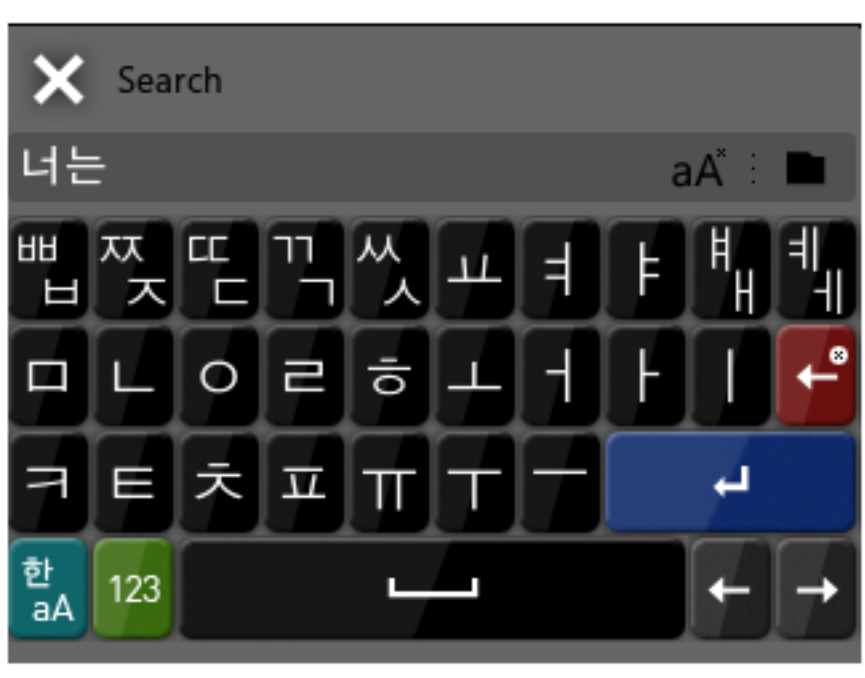 Search
너는
aA
ㅃ ㅉ ㄸ ㄲ ㅆ ㅛ ㅕ ㅑ ㅒ ㅖ
ㅂ ㅈ ㄷ ㄱ ㅅ ㅐ ㅔ
ㅁ ㄴ ㅇ ㄹ ㅎ ㅗ ㅓ ㅏ ㅣ
ㅋ ㅌ ㅊ ㅍ ㅠ ㅜ ㅡ
한 123
aA